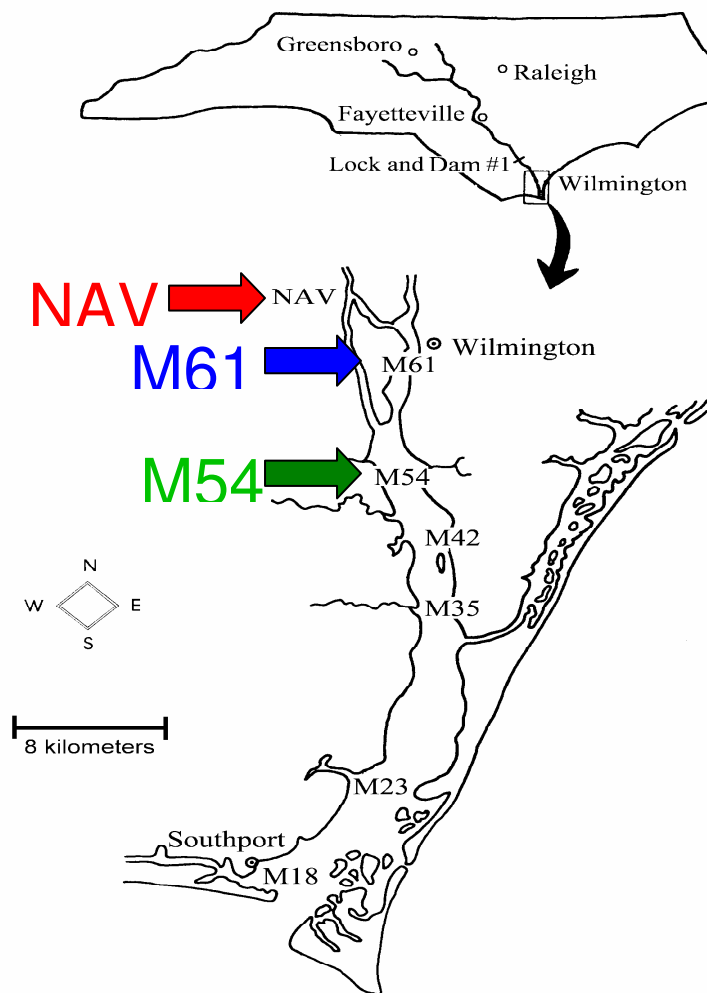 Greensboro
Raleigh
Fayetteville
Lock and Dam #1
Wilmington
NAV
NAV
Wilmington
M61
M61
M54
M54
M42
N
W
E
S
M35
8 kilometers
M23
Southport
M18